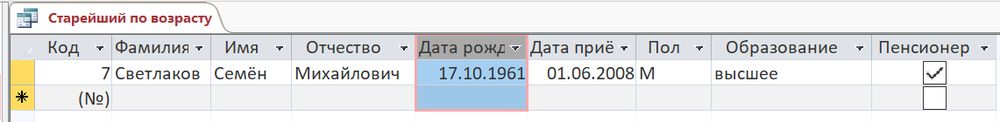 Старейший по возрасту
Код Фамилия Имя Отчество Дата рожд Дата приё Пол Образование Пенсионер
7 Светлаков Семён Михайлович 17.10.1961 01.06.2008 М высшее
(№)